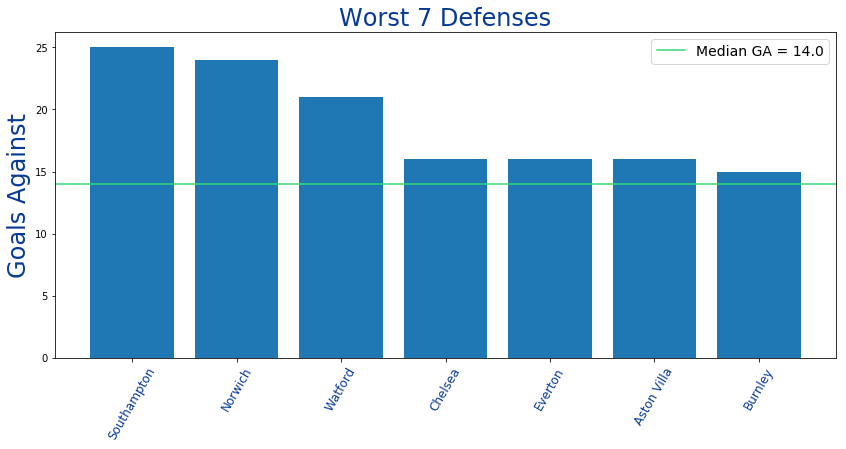 Worst 7 Defenses
Median GA = 14.0
Goals Against
25
20
15
10
5
0
Southampton
Norwich
Watford
Chelsea
Everton
Aston Villa
Burnley